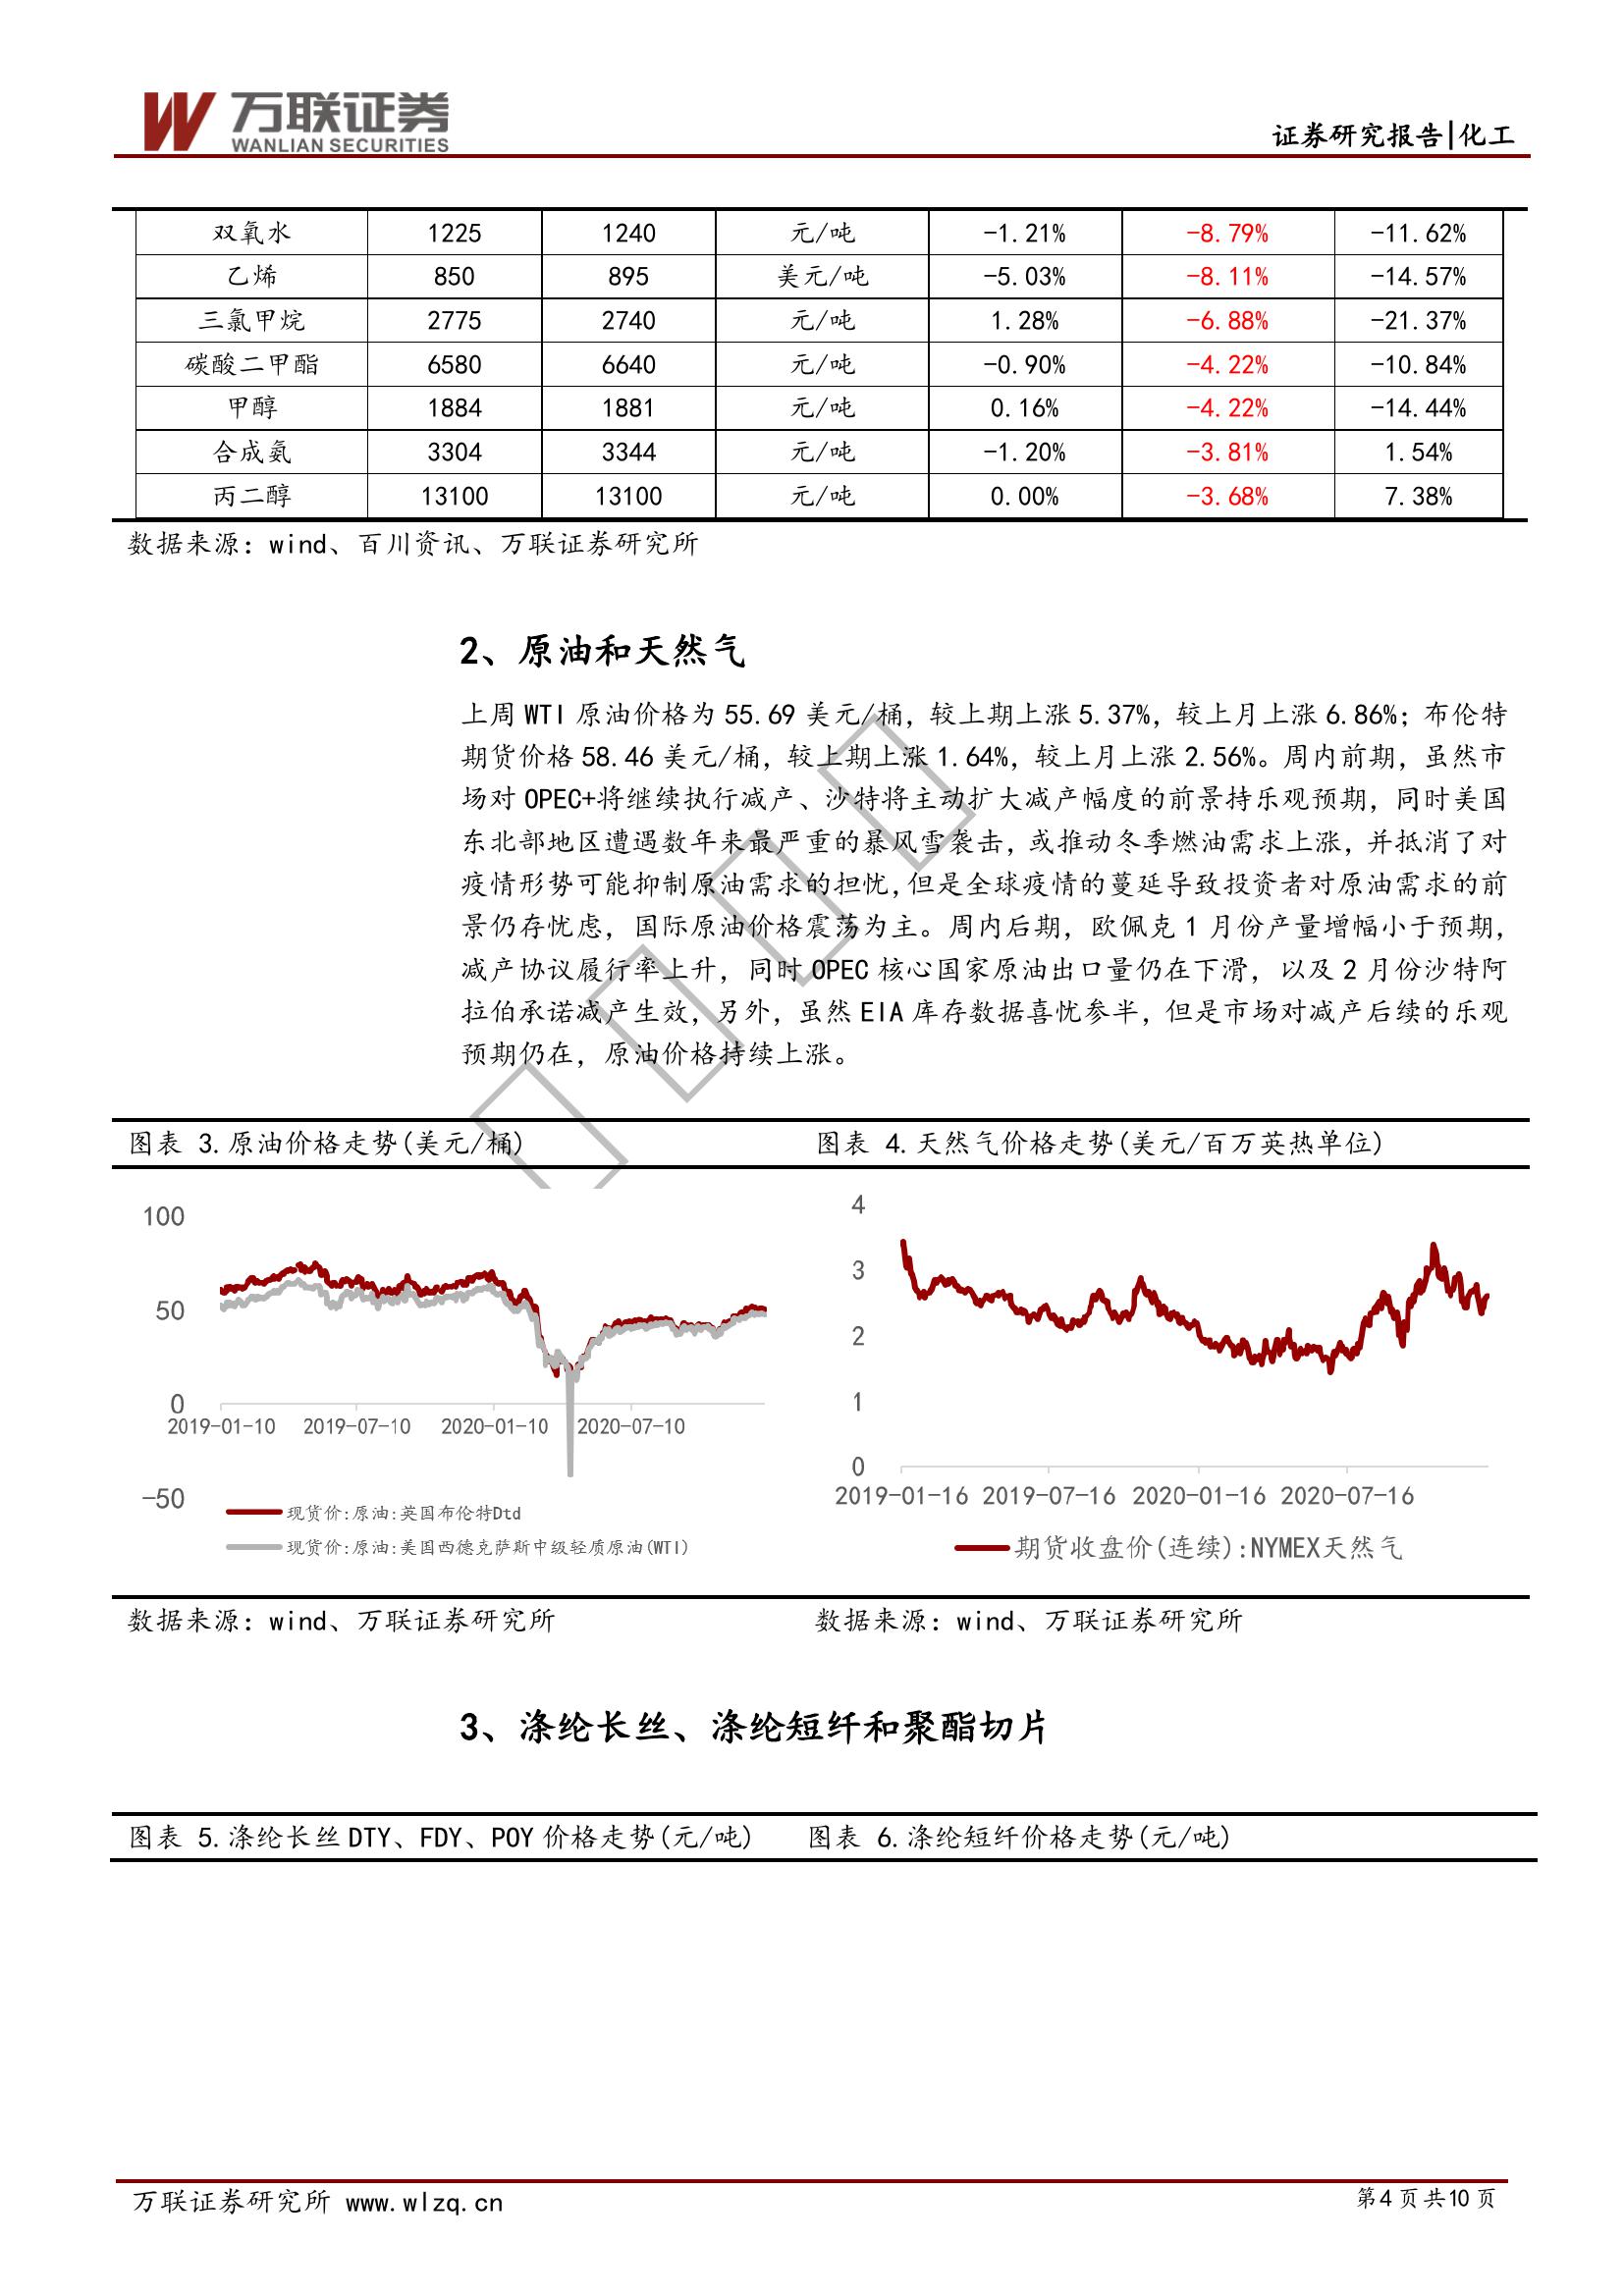 万联证券
WANLIAN SECURITIES
证券研究报告|化工
双氧水 1225 1240 元/吨 -1.21% -8.79% -11.62%
乙烯 850 895 美元/吨 -5.03% -8.11% -14.57%
三氯甲烷 2775 2740 元/吨 1.28% -6.88% -21.37%
碳酸二甲酯 6580 6640 元/吨 -0.90% -4.22% -10.84%
甲醇 1884 1881 元/吨 0.16% -4.22% -14.44%
合成氨 3304 3344 元/吨 -1.20% -3.81% 1.54%
丙二醇 13100 13100 元/吨 0.00% -3.68% 7.38%
数据来源：wind、百川资讯、万联证券研究所
2、原油和天然气
上周 WTI 原油价格为 55.69 美元/桶，较上期上涨 5.37%，较上月上涨 6.86%；布伦特
期货价格 58.46 美元/桶，较上期上涨 1.64%，较上月上涨 2.56%。周内前期，虽然市
场对 OPEC+将继续执行减产、沙特将主动扩大减产幅度的前景持乐观预期，同时美国
东北部地区遭遇数年来最严重的暴风雪袭击，或推动冬季燃油需求上涨，并抵消了对
疫情形势可能抑制原油需求的担忧，但是全球疫情的蔓延导致投资者对原油需求的前
景仍存忧虑，国际原油价格震荡为主。周内后期，欧佩克 1 月份产量增幅小于预期，
减产协议履行率上升，同时 OPEC 核心国家原油出口量仍在下滑，以及 2 月份沙特阿
拉伯承诺减产生效，另外，虽然 EIA 库存数据喜忧参半，但是市场对减产后续的乐观
预期仍在，原油价格持续上涨。
图表 3.原油价格走势(美元/桶)
100
50
0
-50
2019-01-10 2019-07-10 2020-01-10 2020-07-10
现货价:原油:英国布伦特Dtd
现货价:原油:美国西德克萨斯中级轻质原油(WTI)
数据来源：wind、万联证券研究所
图表 4.天然气价格走势(美元/百万英热单位)
4
3
2
1
0
2019-01-16 2019-07-16 2020-01-16 2020-07-16
期货收盘价(连续):NYMEX天然气
数据来源：wind、万联证券研究所
3、涤纶长丝、涤纶短纤和聚酯切片
图表 5.涤纶长丝 DTY、FDY、POY 价格走势(元/吨)
图表 6.涤纶短纤价格走势(元/吨)
万联证券研究所 www.wlzq.cn
第4页共10页